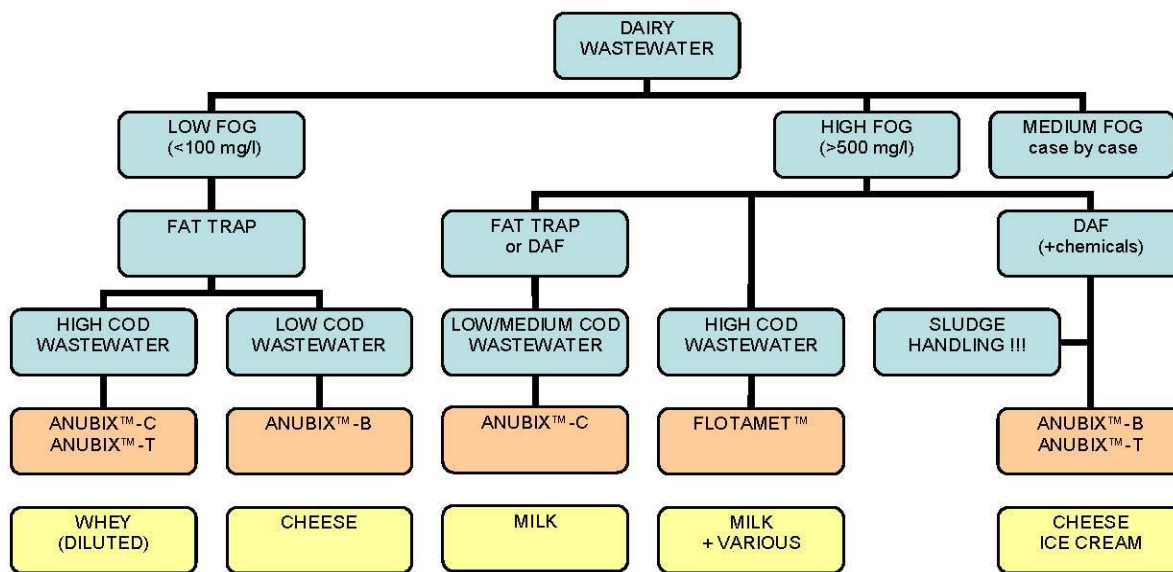 DAIRY
WASTEWATER
LOW FOG
(<100 mg/l)
HIGH FOG
(>500 mg/l)
MEDIUM FOG
case by case
FAT TRAP
FAT TRAP
or DAF
DAF
(+chemicals)
HIGH COD
WASTEWATER
LOW COD
WASTEWATER
LOW/MEDIUM COD
WASTEWATER
HIGH COD
WASTEWATER
SLUDGE
HANDLING !!!
ANUBIX™-C
ANUBIX™-T
ANUBIX™-B
ANUBIX™-C
FLOTAMET™
ANUBIX™-B
ANUBIX™-T
WHEY
(DILUTED)
CHEESE
MILK
MILK
+ VARIOUS
CHEESE
ICE CREAM